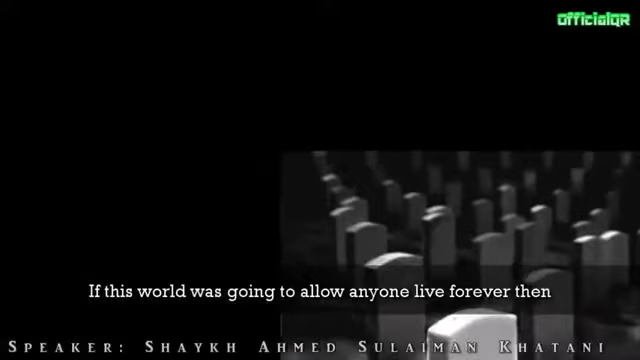 OfficialQR
If this world was going to allow anyone live forever then
Speaker: Shaykh Ahmed Sulaiman Khatani